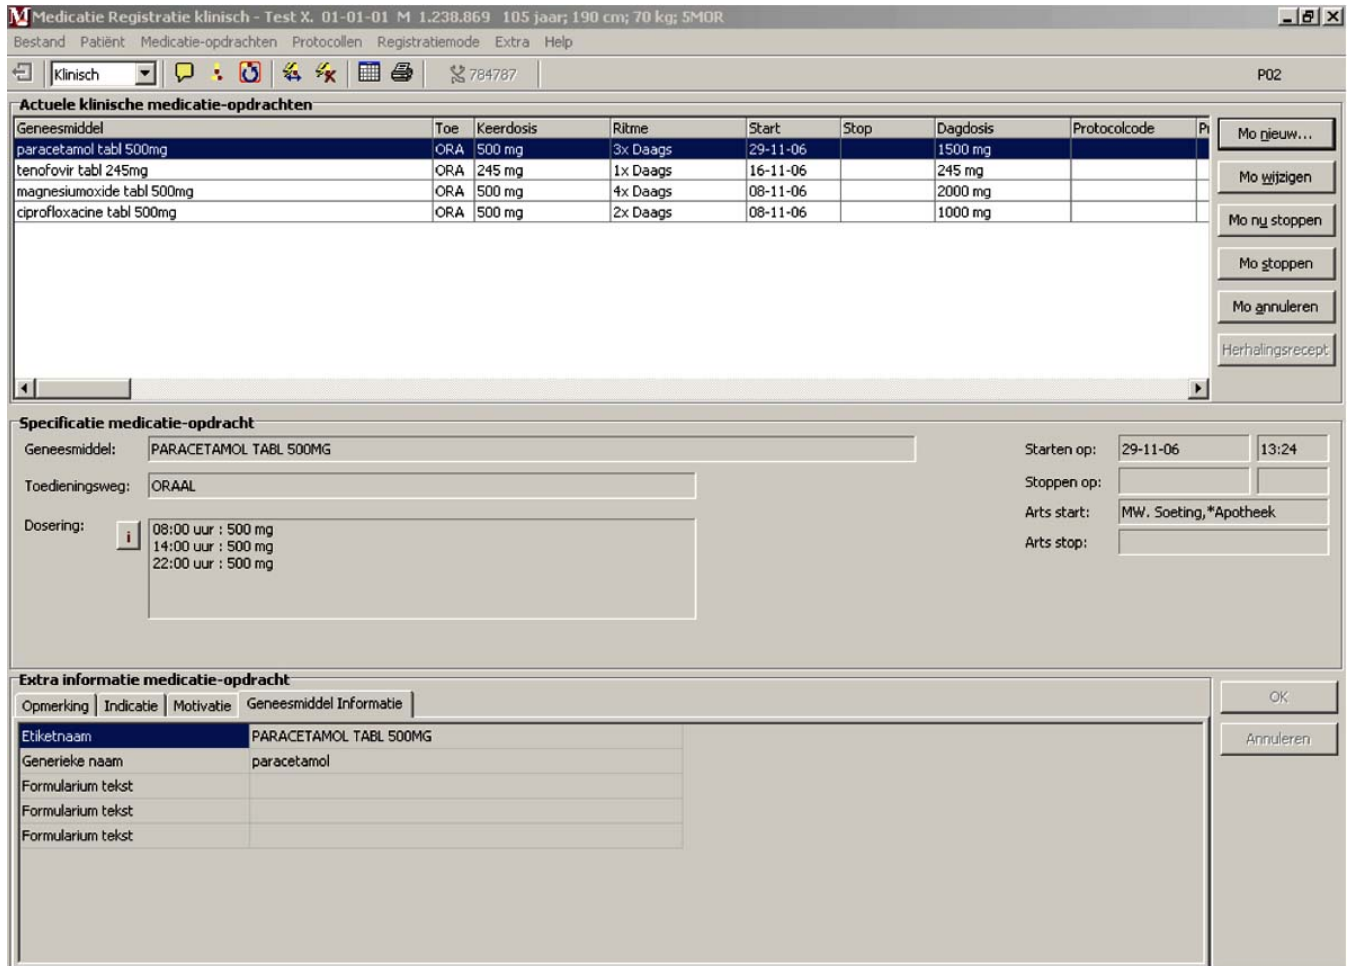 Medicatie Registratie klinisch - Test X. 01-01-01 M 1.238.869 105 jaar; 190 cm; 70 kg; 5MOR
Bestand Patiënt Medicatie-opdrachten Protocollen Registratiemode Extra Help
Klinisch 784787 P02
Actuele klinische medicatie-opdrachten
Geneesmiddel Toe Keerdosis Ritme Start Stop Dagdosis Protocolcode
paracetamol tabl 500mg ORA 500 mg 3x Daags 29-11-06 1500 mg
tenofovir tabl 245mg ORA 245 mg 1x Daags 16-11-06 245 mg
magnesiumoxide tabl 500mg ORA 500 mg 4x Daags 08-11-06 2000 mg
ciprofloxacine tabl 500mg ORA 500 mg 2x Daags 08-11-06 1000 mg
Mo nieuw...
Mo wijzigen
Mo nu stoppen
Mo stoppen
Mo annuleren
Herhalingsrecept
Specificatie medicatie-opdracht
Geneesmiddel: PARACETAMOL TABL 500MG Starten op: 29-11-06 13:24
Toedieningsweg: ORAAL Stoppen op:
Arts start: MW. Soeting,*Apotheek
Dosering: i 08:00 uur : 500 mg Arts stop:
14:00 uur : 500 mg
22:00 uur : 500 mg
Extra informatie medicatie-opdracht
Opmerking Indicatie Motivatie Geneesmiddel Informatie
Etiketnaam PARACETAMOL TABL 500MG
Generieke naam paracetamol
Formularium tekst
Formularium tekst
Formularium tekst
OK
Annuleren